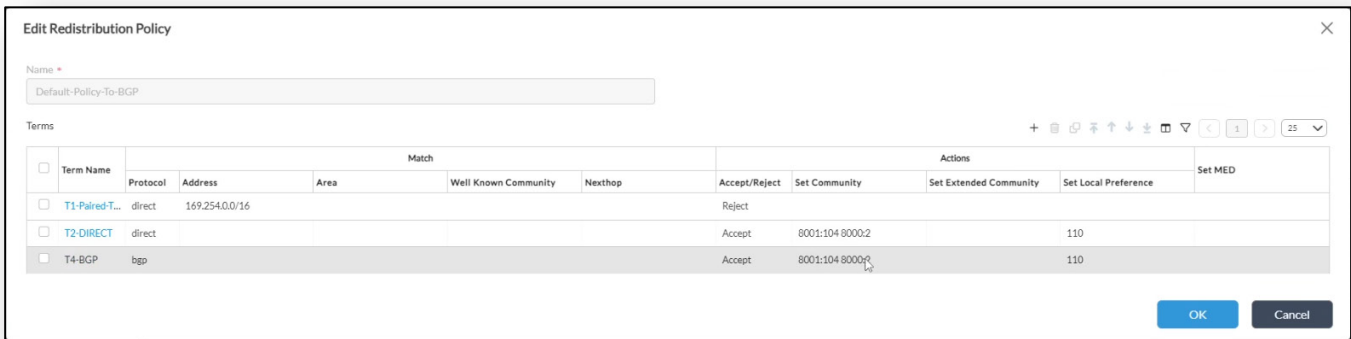 Edit Redistribution Policy
Name *
Default-Policy-To-BGP
Terms
1
25
Match
Actions
Term Name
Set MED
Protocol Address Area Well Known Community Nexthop Accept/Reject Set Community Set Extended Community Set Local Preference
T1-Paired-T... direct 169.254.0.0/16 Reject
T2-DIRECT direct Accept 8001:104 8000:2 110
T4-BGP bgp Accept 8001:104 110
OK Cancel